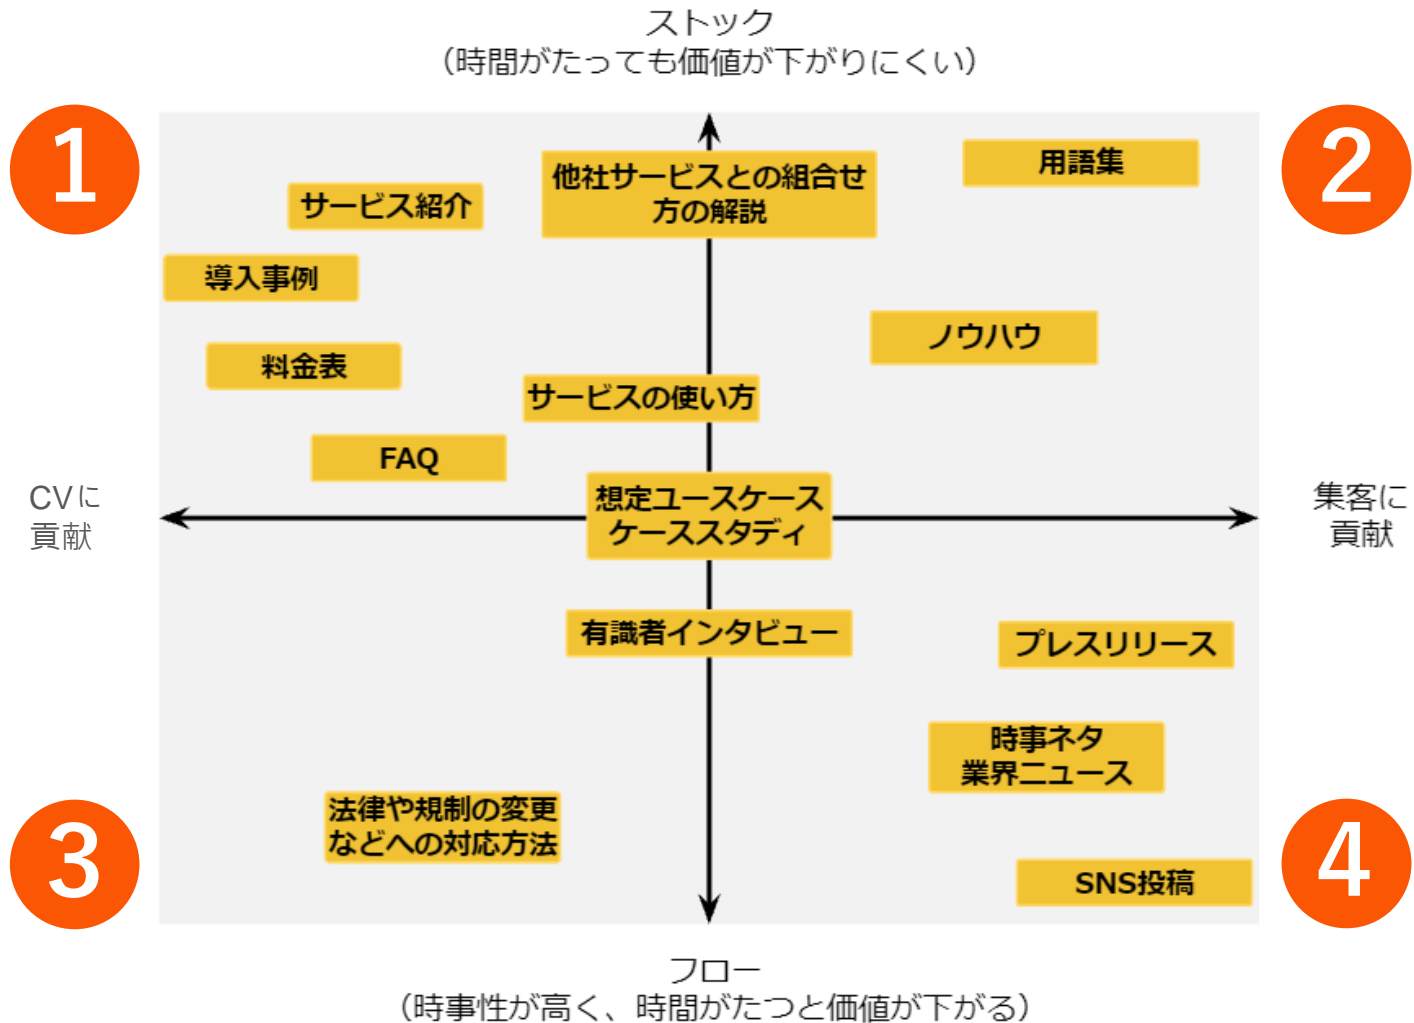 ストック
（時間がたっても価値が下がりにくい）
1
2
用語集
他社サービスとの組合せ
方の解説
サービス紹介
導入事例
ノウハウ
料金表
サービスの使い方
FAQ
CVに
貢献
想定ユースケース
ケーススタディ
集客に
貢献
有識者インタビュー
プレスリリース
時事ネタ
業界ニュース
法律や規制の変更
などへの対応方法
3
4
SNS投稿
フロー
（時事性が高く、時間がたつと価値が下がる）